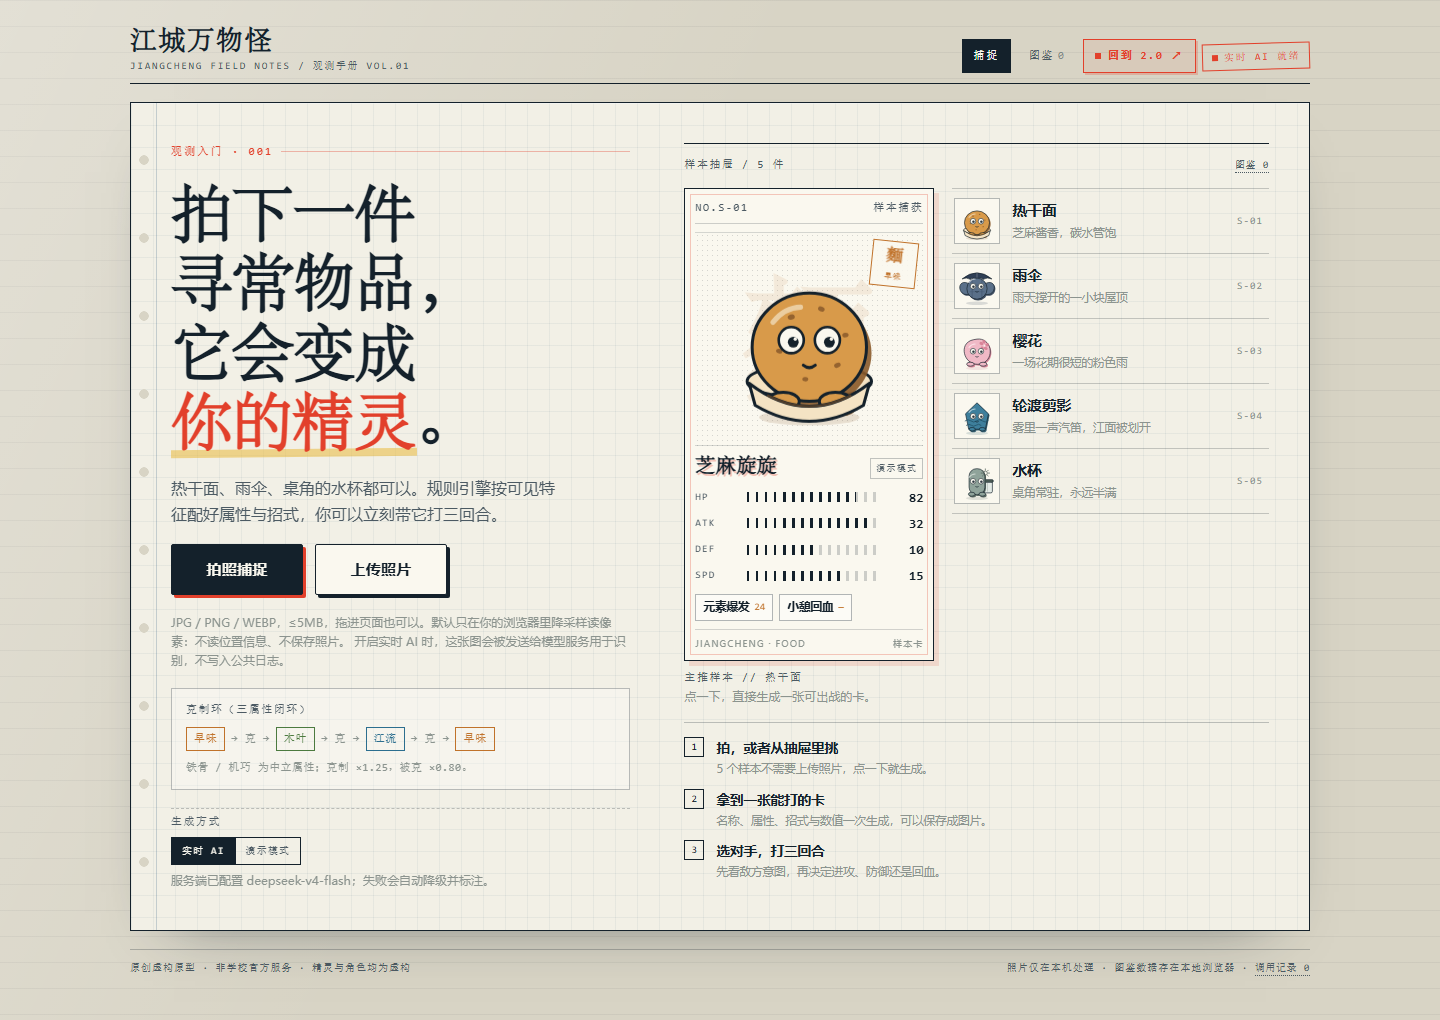 江城万物怪
JIANGCHENG FIELD NOTES / 观测手册 VOL.01
捕捉
图鉴 0
回到 2.0 ↗
实时 AI 就绪
观测入门 · 001
拍下一件
寻常物品，
它会变成
你的精灵。
热干面、雨伞、桌角的水杯都可以。规则引擎按可见特
征配好属性与招式，你可以立刻带它打三回合。
拍照捕捉
上传照片
JPG / PNG / WEBP，≤5MB，拖进页面也可以。默认只在你的浏览器里降采样读像
素：不读位置信息、不保存照片。 开启实时 AI 时，这张图会被发送给模型服务用于识
别，不写入公共日志。
克制环（三属性闭环）
早味 → 克 → 木叶 → 克 → 江流 → 克 → 早味
铁骨 / 机巧 为中立属性；克制 ×1.25，被克 ×0.80。
生成方式
实时 AI
演示模式
服务端已配置 deepseek-v4-flash；失败会自动降级并标注。
样本抽屉 / 5 件
图鉴 0
NO.S-01
样本捕获
早味
芝麻旋旋
演示模式
HP 82
ATK 32
DEF 10
SPD 15
元素爆发 24
小憩回血 —
JIANGCHENG · FOOD
样本卡
主推样本 // 热干面
点一下，直接生成一张可出战的卡。
热干面
芝麻酱香，碳水管饱
S-01
雨伞
雨天撑开的一小块屋顶
S-02
樱花
一场花期很短的粉色雨
S-03
轮渡剪影
雾里一声汽笛，江面被划开
S-04
水杯
桌角常驻，永远半满
S-05
1 拍，或者从抽屉里挑
5 个样本不需要上传照片，点一下就生成。
2 拿到一张能打的卡
名称、属性、招式与数值一次生成，可以保存成图片。
3 选对手，打三回合
先看敌方意图，再决定进攻、防御还是回血。
原创虚构原型 · 非学校官方服务 · 精灵与角色均为虚构
照片仅在本机处理 · 图鉴数据存在本地浏览器 · 调用记录 0